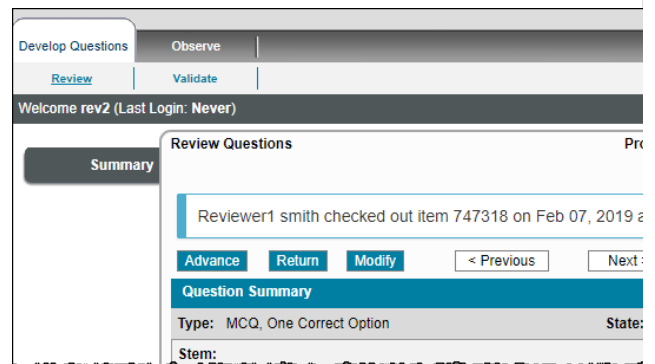 Develop Questions Observe
Review Validate
Welcome rev2 (Last Login: Never)
Summary
Review Questions
Reviewer1 smith checked out item 747318 on Feb 07, 2019
Advance Return Modify < Previous Next
Question Summary
Type: MCQ, One Correct Option State:
Stem: